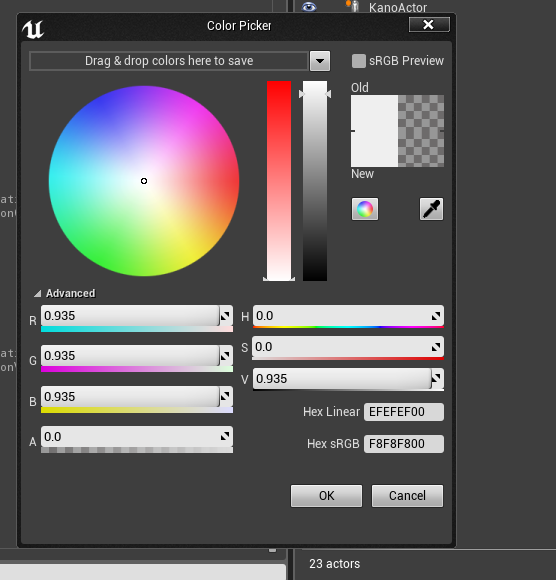 KanoActor
Color Picker
Drag & drop colors here to save
sRGB Preview
Old
New
Advanced
R 0.935
H 0.0
G 0.935
S 0.0
B 0.935
V 0.935
Hex Linear EFEFEF00
A 0.0
Hex sRGB F8F8F800
OK
Cancel
23 actors